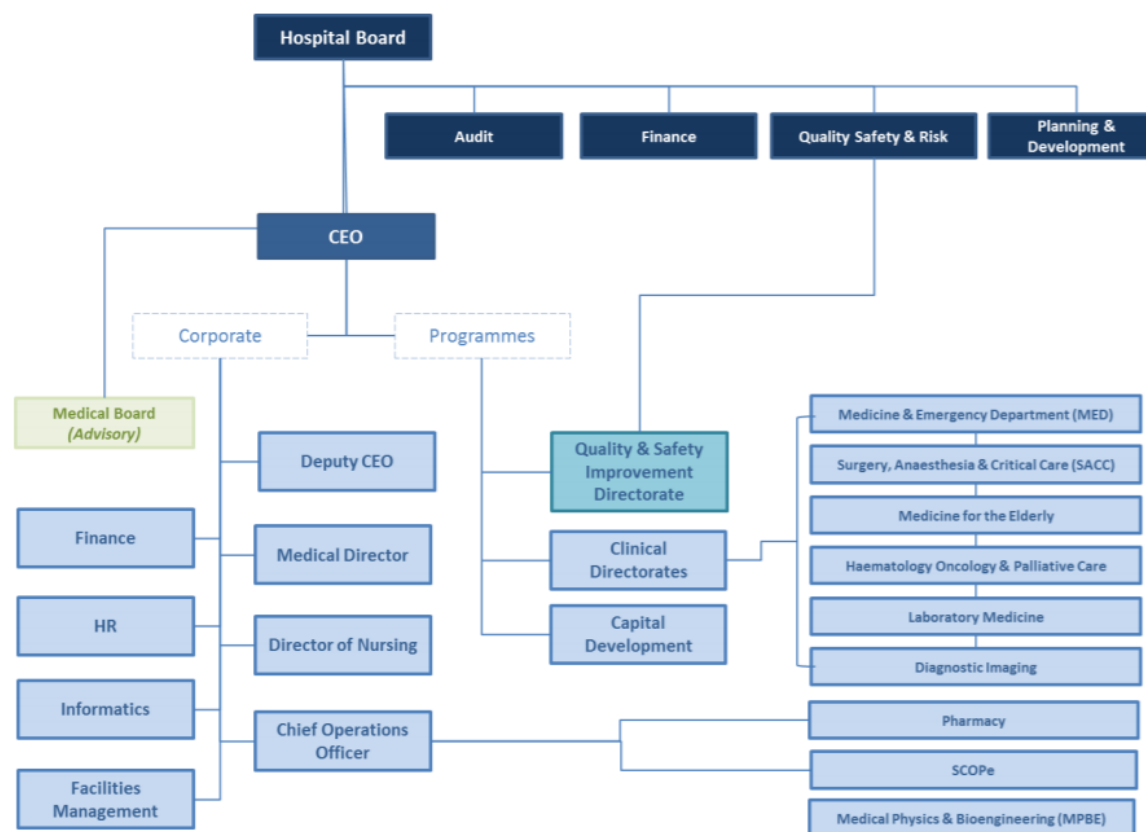 Hospital Board
Audit
Finance
Quality Safety & Risk
Planning &
Development
CEO
Corporate
Programmes
Medical Board
(Advisory)
Deputy CEO
Finance
Medical Director
HR
Director of Nursing
Informatics
Chief Operations
Officer
Facilities
Management
Quality & Safety
Improvement
Directorate
Clinical
Directorates
Capital
Development
Medicine & Emergency Department (MED)
Surgery, Anaesthesia & Critical Care (SACC)
Medicine for the Elderly
Haematology Oncology & Palliative Care
Laboratory Medicine
Diagnostic Imaging
Pharmacy
SCOPe
Medical Physics & Bioengineering (MPBE)